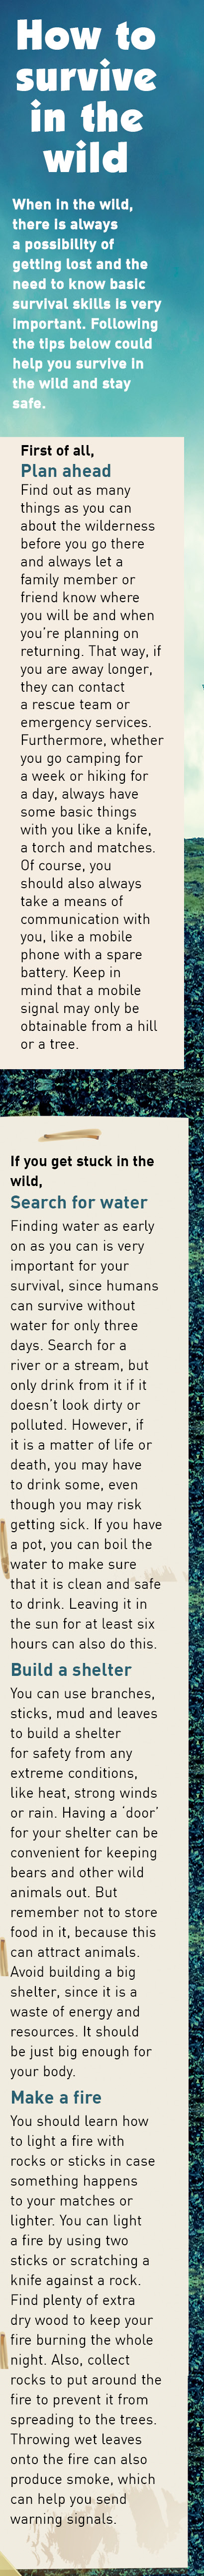 How to
survive
in the
wild
When in the wild,
there is always
a possibility of
getting lost and the
need to know basic
survival skills is very
important. Following
the tips below could
help you survive in
the wild and stay
safe.
First of all,
Plan ahead
Find out as many
things as you can
about the wilderness
before you go there
and always let a
family member or
friend know where
you will be and when
you're planning on
returning. That way, if
you are away longer,
they can contact
a rescue team or
emergency services.
Furthermore, whether
you go camping for
a week or hiking for
a day, always have
some basic things
with you like a knife,
a torch and matches.
Of course, you
should also always
take a means of
communication with
you, like a mobile
phone with a spare
battery. Keep in
mind that a mobile
signal may only be
obtainable from a hill
or a tree.
If you get stuck in the
wild,
Search for water
Finding water as early
on as you can is very
important for your
survival, since humans
can survive without
water for only three
days. Search for a
river or a stream, but
only drink from it if it
doesn't look dirty or
polluted. However, if
it is a matter of life or
death, you may have
to drink some, even
though you may risk
getting sick. If you have
a pot, you can boil the
water to make sure
that it is clean and safe
to drink. Leaving it in
the sun for at least six
hours can also do this.
Build a shelter
You can use branches,
sticks, mud and leaves
to build a shelter
for safety from any
extreme conditions,
like heat, strong winds
or rain. Having a 'door'
for your shelter can be
convenient for keeping
bears and other wild
animals out. But
remember not to store
food in it, because this
can attract animals.
Avoid building a big
shelter, since it is a
waste of energy and
resources. It should
be just big enough for
your body.
Make a fire
You should learn how
to light a fire with
rocks or sticks in case
something happens
to your matches or
lighter. You can light
a fire by using two
sticks or scratching a
knife against a rock.
Find plenty of extra
dry wood to keep your
fire burning the whole
night. Also, collect
rocks to put around the
fire to prevent it from
spreading to the trees.
Throwing wet leaves
onto the fire can also
produce smoke, which
can help you send
warning signals.